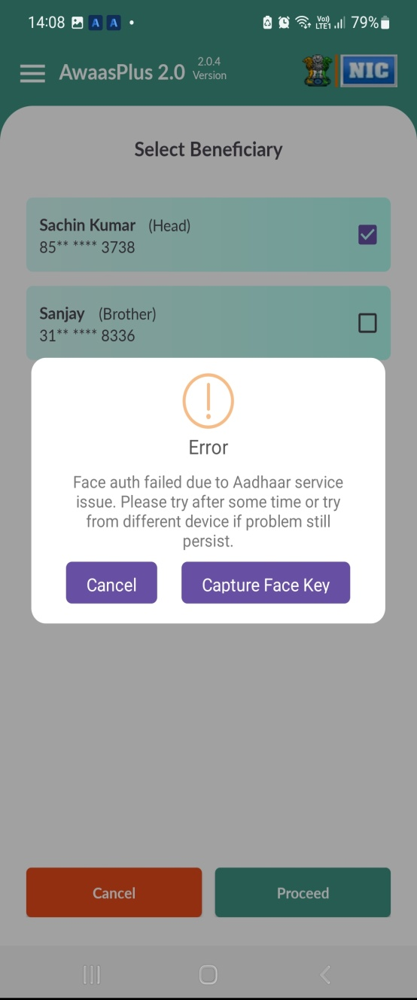 14:08 A A Vo)) LTE1 79%
AwaasPlus 2.0 2.0.4 Version NIC
Select Beneficiary
Sachin Kumar (Head)
85** **** 3738
Sanjay (Brother)
31** **** 8336
Error
Face auth failed due to Aadhaar service
issue. Please try after some time or try
from different device if problem still
persist.
Cancel Capture Face Key
Cancel Proceed